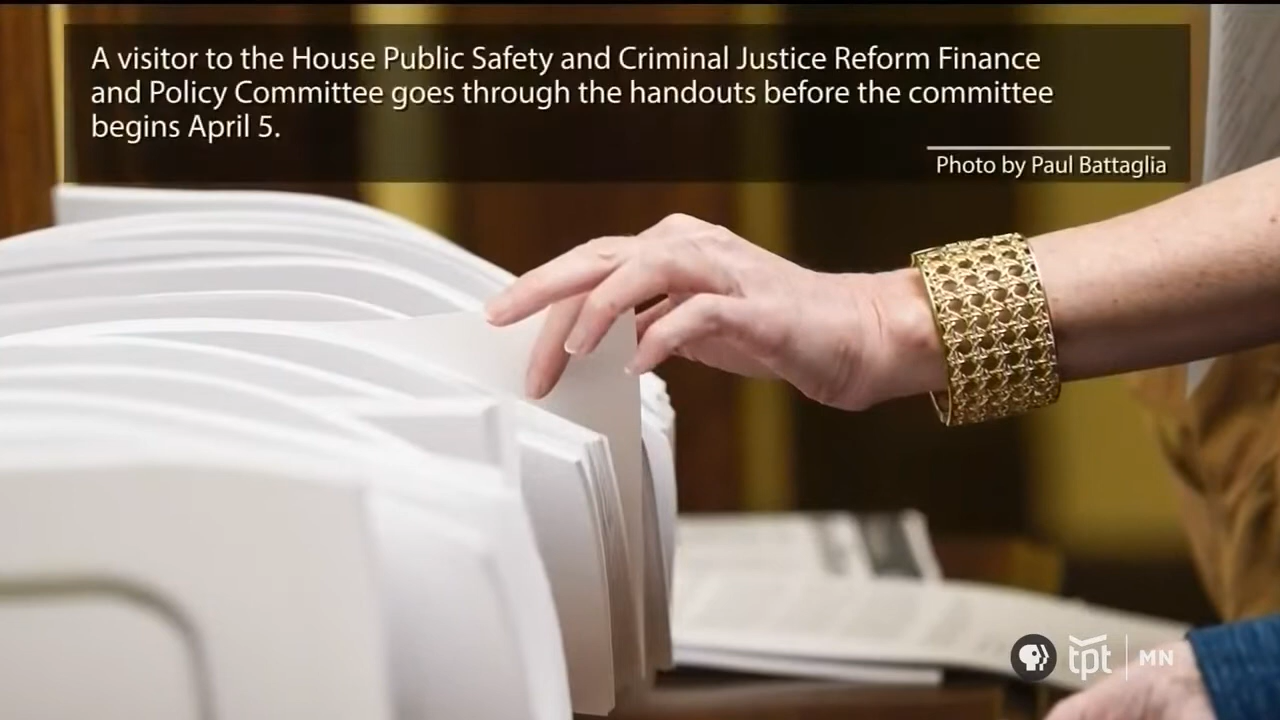 A visitor to the House Public Safety and Criminal Justice Reform Finance
and Policy Committee goes through the handouts before the committee
begins April 5.
Photo by Paul Battaglia
tpt MN